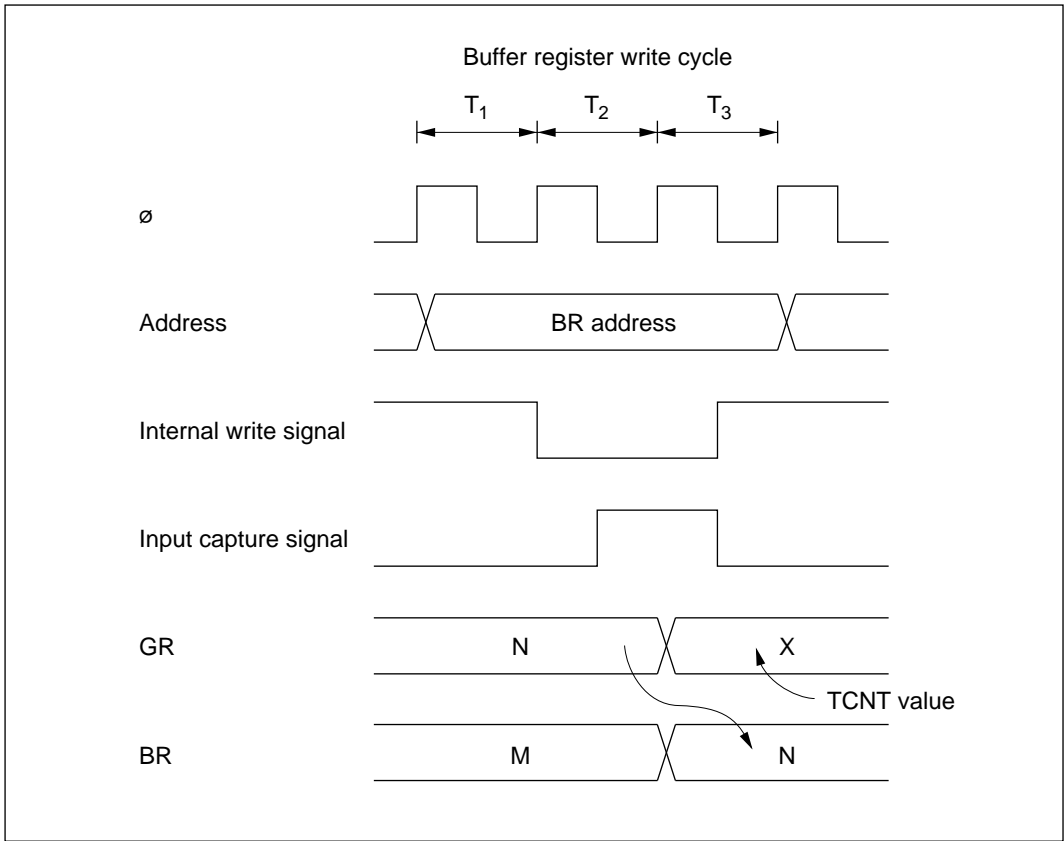 Buffer register write cycle
T1 T2 T3
ø
Address BR address
Internal write signal
Input capture signal
GR N X
TCNT value
BR M N